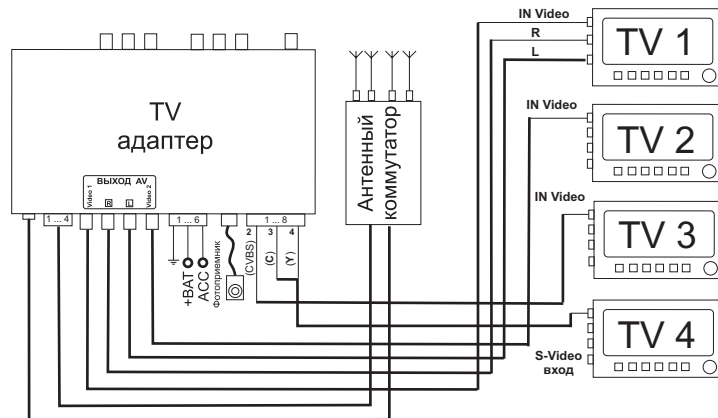 TV
адаптер
ВЫХОД AV
Video 1
R
L
Video 2
1 ... 4
1 ... 6
1 ... 8
+BAT
ACC
Фотоприемник
2
(CVBS)
3
(C)
4
(Y)
Антенный
коммутатор
IN Video
R
L
TV 1
IN Video
TV 2
IN Video
TV 3
TV 4
S-Video
вход